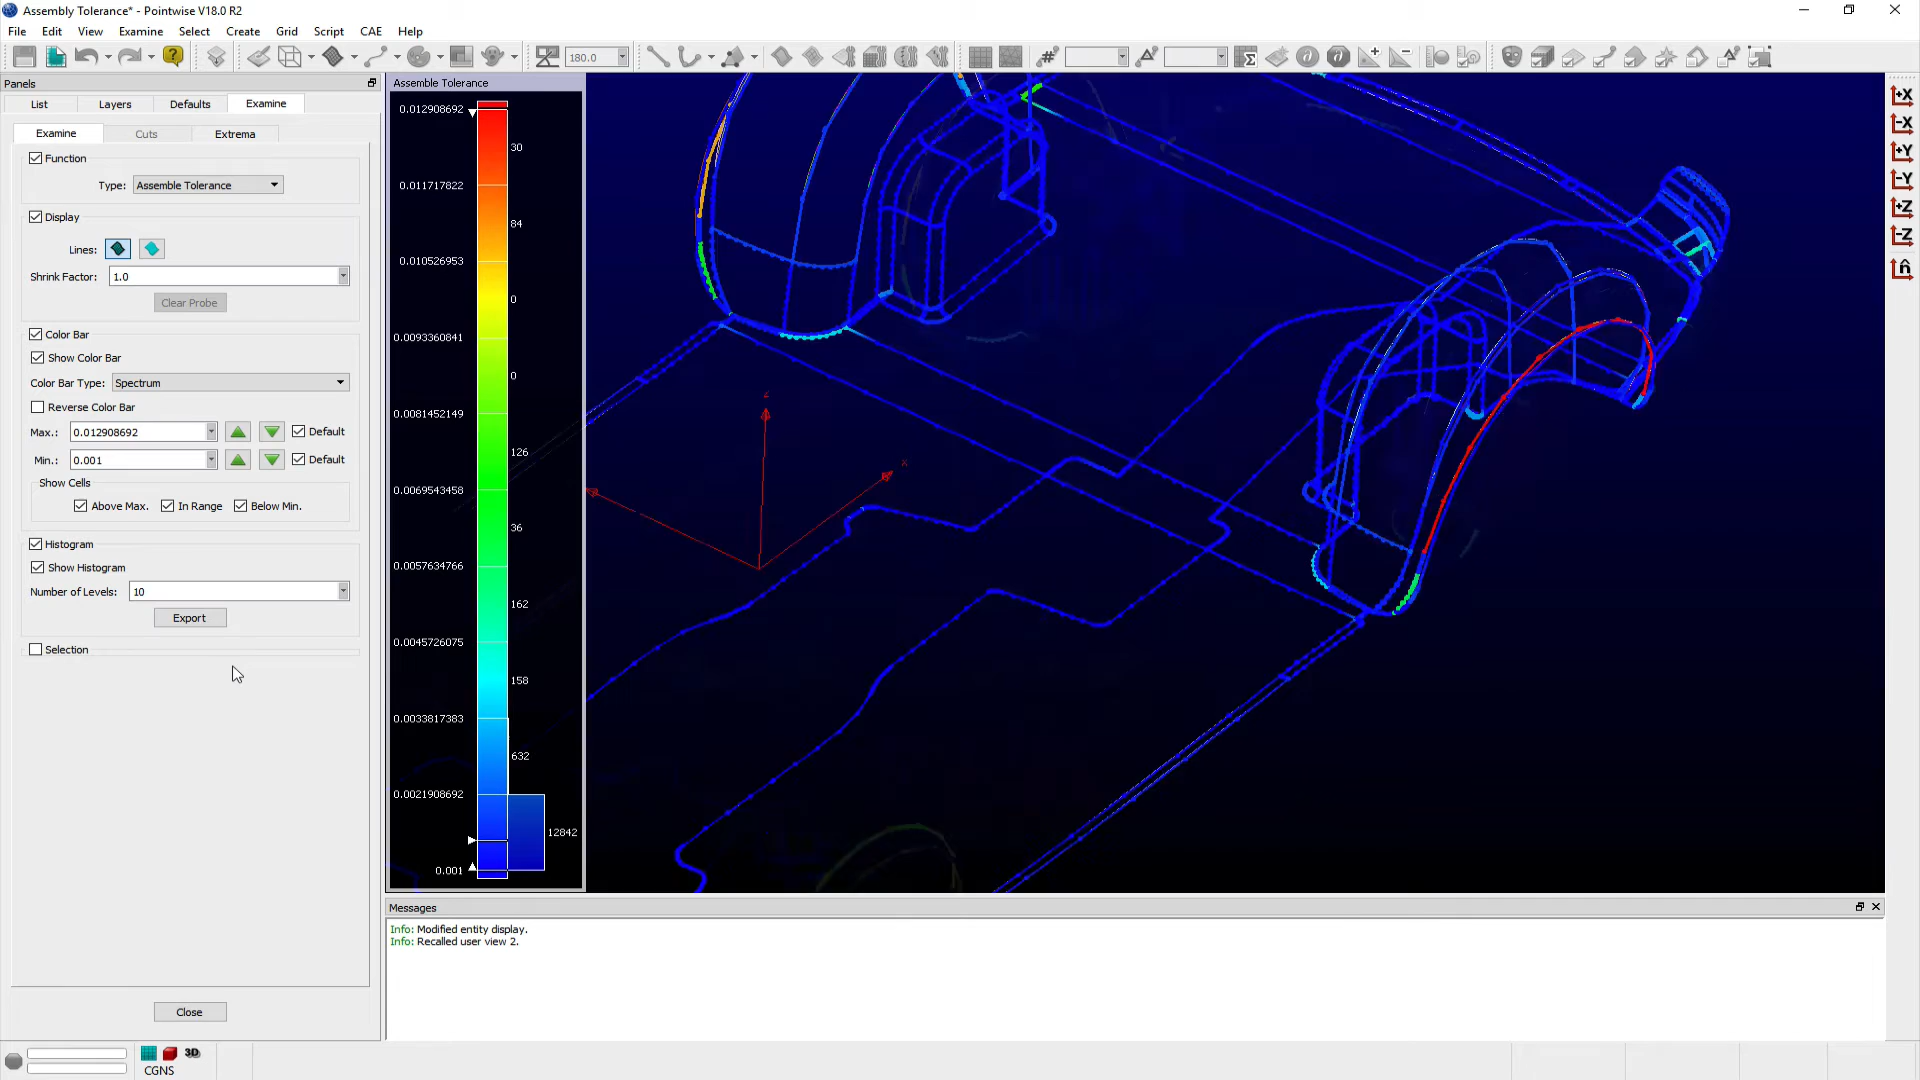 Assembly Tolerance* - Pointwise V18.0 R2
File Edit View Examine Select Create Grid Script CAE Help
180.0
Panels
List Layers Defaults Examine
Examine Cuts Extrema
Function
Type: Assemble Tolerance
Display
Lines:
Shrink Factor: 1.0
Clear Probe
Color Bar
Show Color Bar
Color Bar Type: Spectrum
Reverse Color Bar
Max.: 0.012908692 Default
Min.: 0.001 Default
Show Cells
Above Max. In Range Below Min.
Histogram
Show Histogram
Number of Levels: 10
Export
Selection
Close
Assemble Tolerance
0.012908692
30
0.011717822
84
0.010526953
0
0.0093360841
0
0.0081452149
126
0.0069543458
36
0.0057634766
162
0.0045726075
158
0.0033817383
632
0.0021908692
12842
0.001
Z
X
+X
-X
+Y
-Y
+Z
-Z
n̂
Messages
Info: Modified entity display.
Info: Recalled user view 2.
3D
CGNS